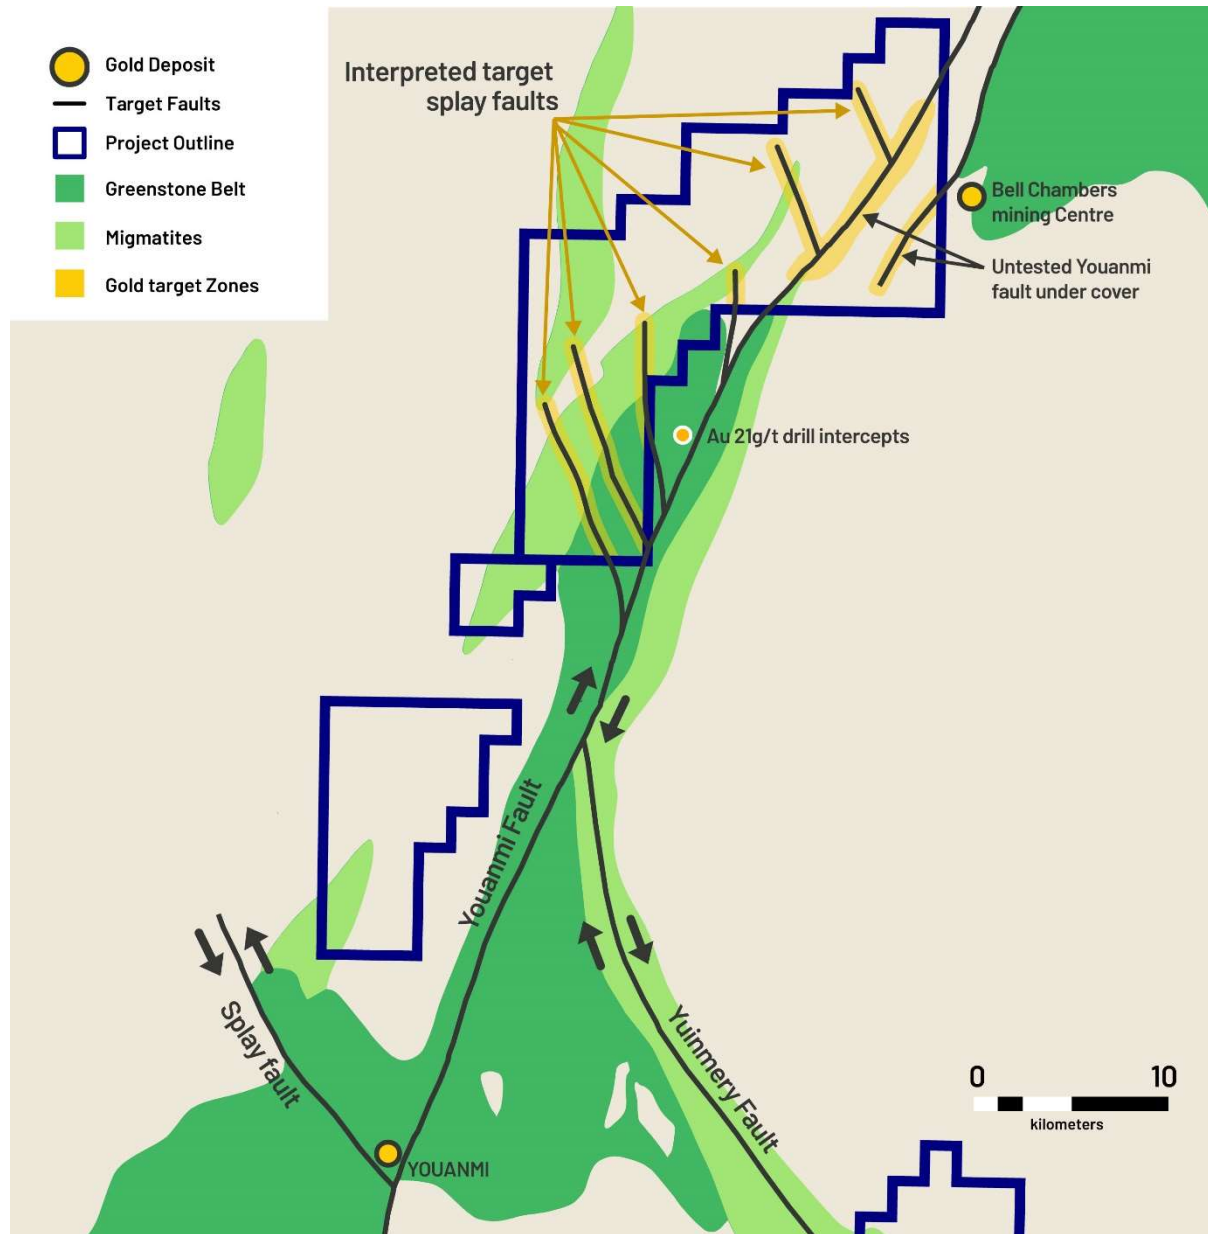 Gold Deposit
Target Faults
Project Outline
Greenstone Belt
Migmatites
Gold target Zones
Interpreted target
splay faults
Bell Chambers
mining Centre
Untested Youanmi
fault under cover
Au 21g/t drill intercepts
Youanmi Fault
Splay fault
YOUANMI
Yuinmery Fault
0 10
kilometers